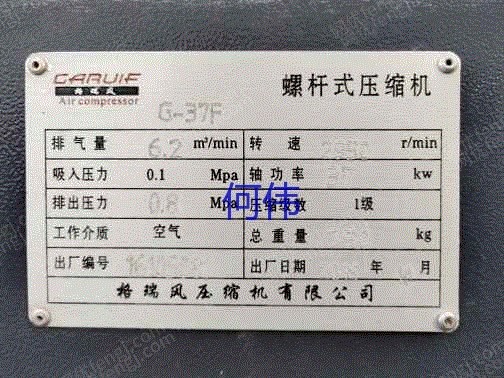 GARUIF
格瑞风
Air compressor
螺杆式压缩机
G-37F
排气量 6.2 m³/min 转速 r/min
吸入压力 0.1 Mpa 轴功率 37 kw
排出压力 0.8 Mpa 压缩级数 1级
何伟
工作介质 空气 总重量 kg
出厂编号 出厂日期 年 月
格瑞风压缩机有限公司